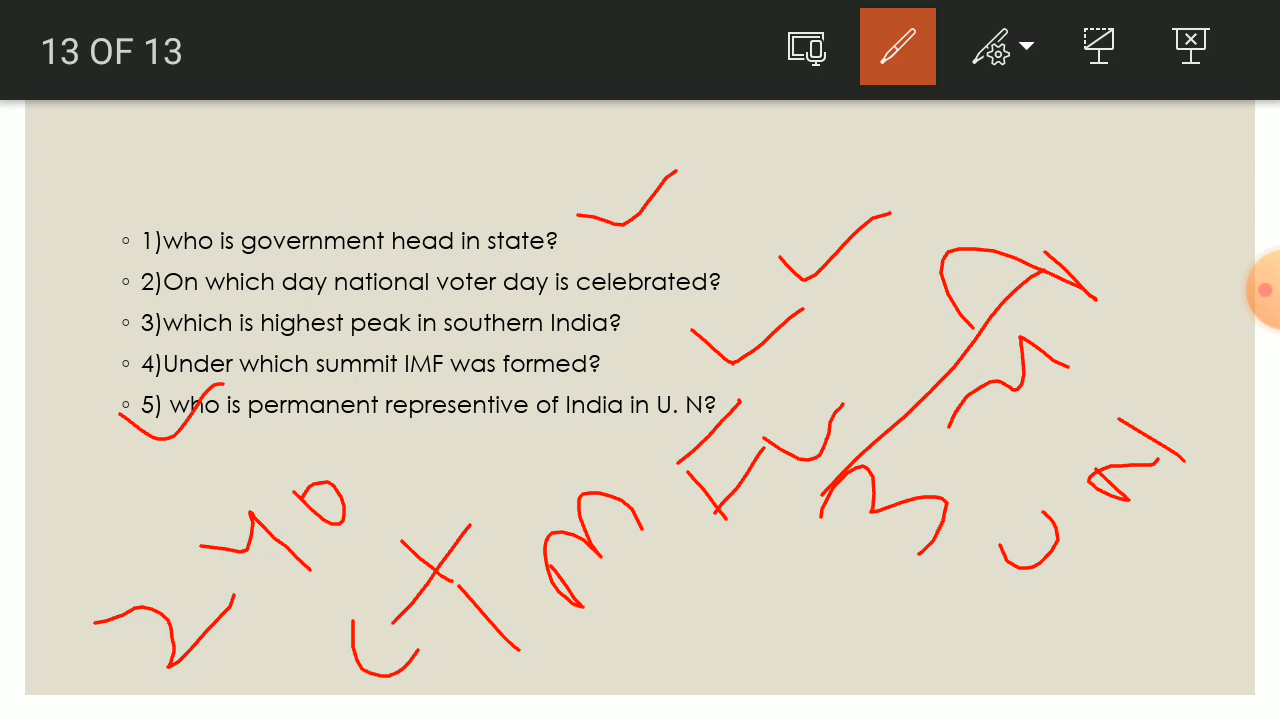 13 OF 13
1)who is government head in state?
2)On which day national voter day is celebrated?
3)which is highest peak in southern India?
4)Under which summit IMF was formed?
5) who is permanent representive of India in U. N?